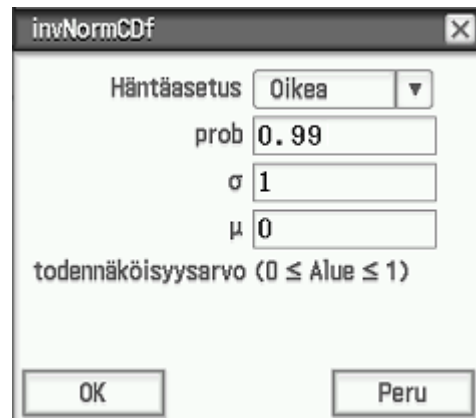 invNormCDf
Häntäasetus Oikea
prob 0.99
σ 1
μ 0
todennäköisyysarvo (0 ≤ Alue ≤ 1)
OK Peru